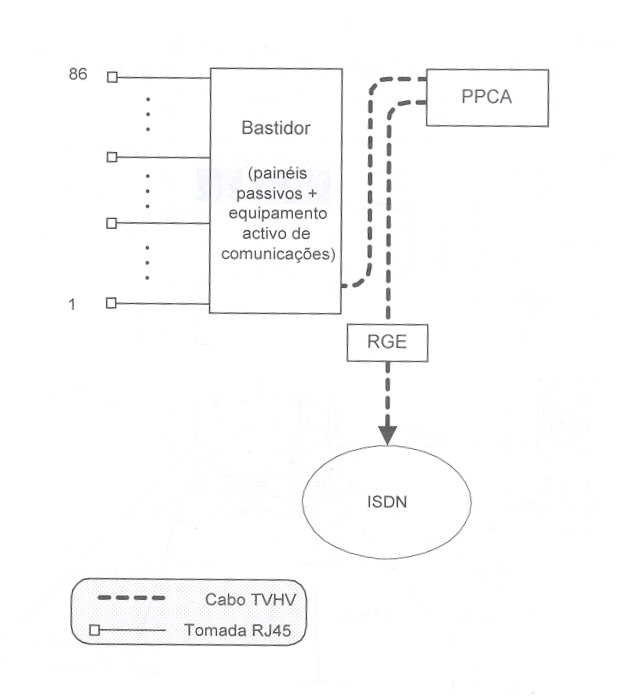 86
Bastidor
(painéis
passivos +
equipamento
activo de
comunicações)
1
PPCA
RGE
ISDN
Cabo TVHV
Tomada RJ45